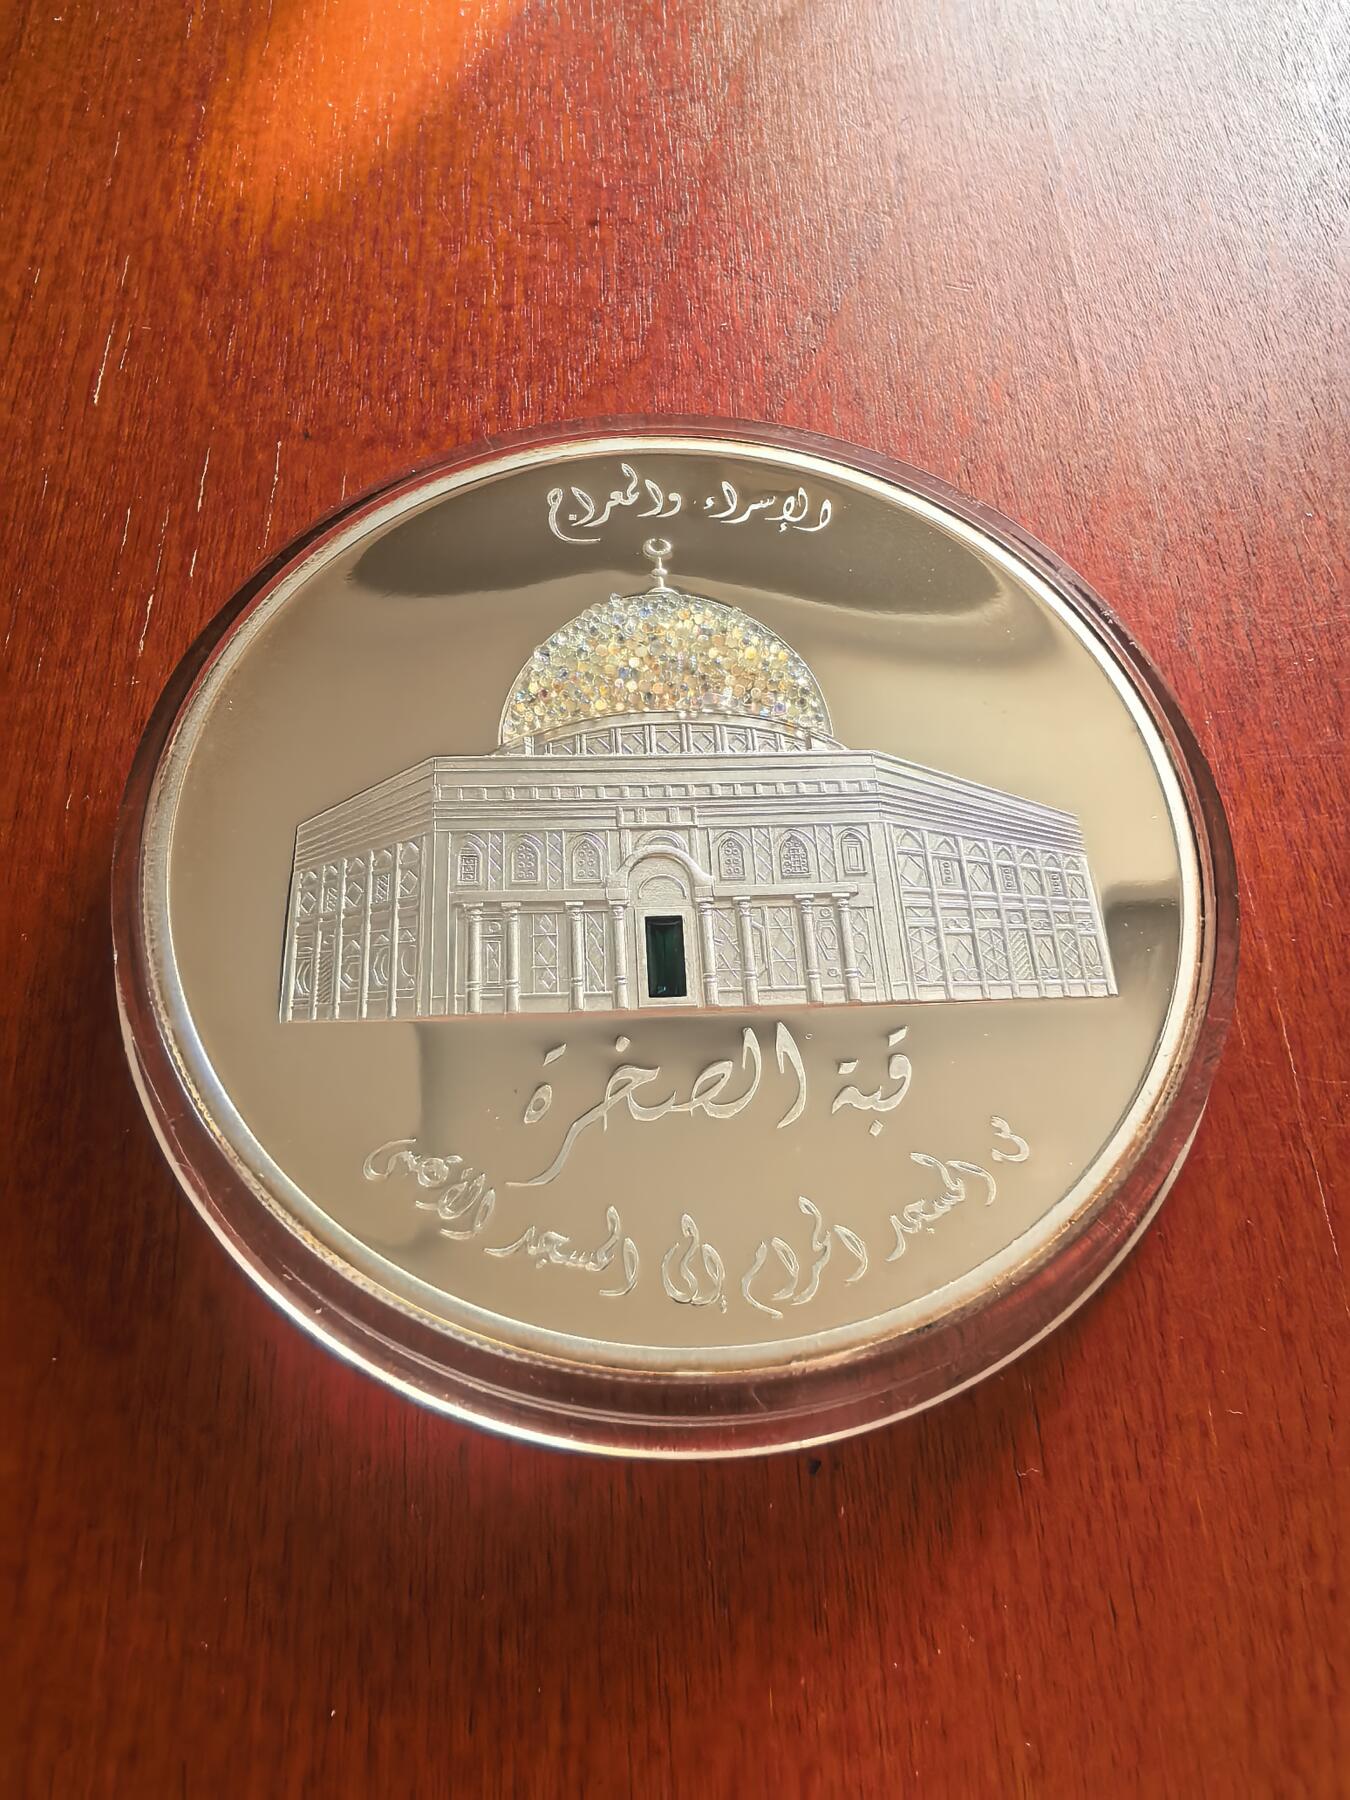 الإسراء والمعراج
قبة الصخرة
من المسجد الحرام إلى المسجد الأقصى